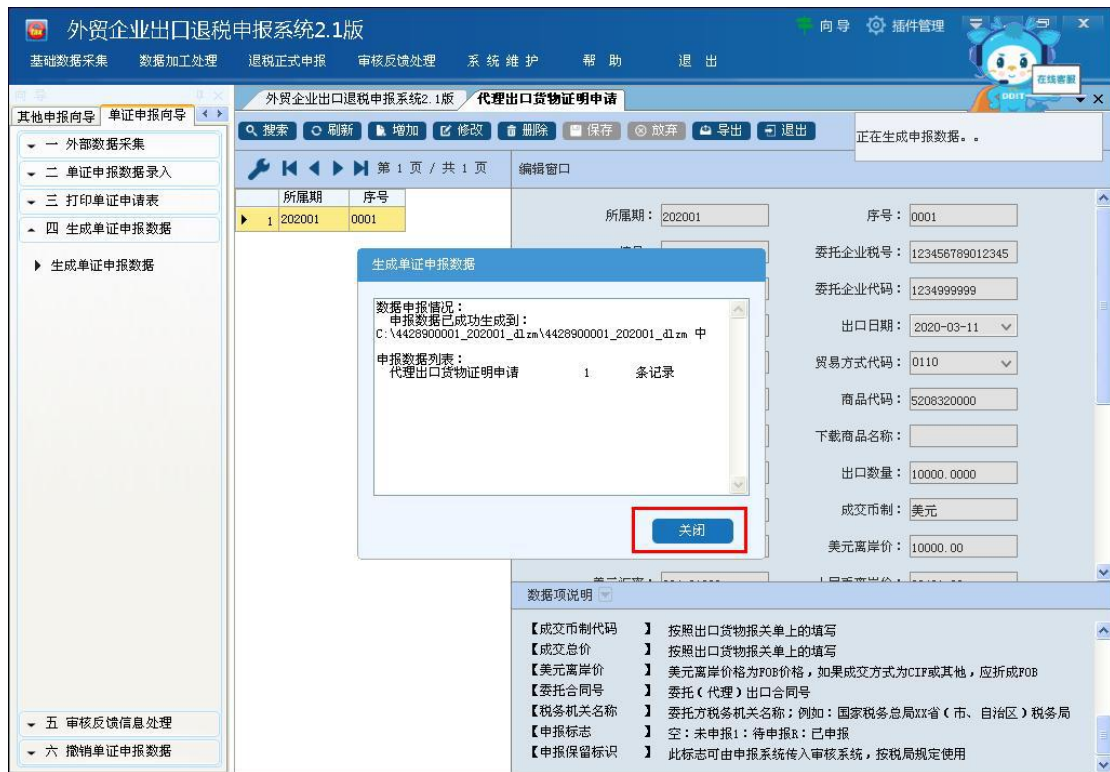 外贸企业出口退税申报系统2.1版
向导 插件管理
基础数据采集 数据加工处理 退税正式申报 审核反馈处理 系统维护 帮助 退出
在线客服
DDIT
向导
外贸企业出口退税申报系统2.1版 代理出口货物证明申请
其他申报向导 单证申报向导
搜索 刷新 增加 修改 删除 保存 放弃 导出 退出
正在生成申报数据。。
一 外部数据采集
二 单证申报数据录入
三 打印单证申请表
四 生成单证申报数据
生成单证申报数据
第 1 页 / 共 1 页
编辑窗口
所属期 序号
1 202001 0001
所属期： 202001 序号： 0001
委托企业税号： 123456789012345
委托企业代码： 1234999999
出口日期： 2020-03-11
贸易方式代码： 0110
商品代码： 5208320000
下载商品名称：
出口数量： 10000.0000
成交币制： 美元
美元离岸价： 10000.00
生成单证申报数据
数据申报情况：
申报数据已成功生成到：
C:\4428900001_202001_dlzm\4428900001_202001_dlzm 中
申报数据列表：
代理出口货物证明申请 1 条记录
关闭
数据项说明
【成交币制代码 】 按照出口货物报关单上的填写
【成交总价 】 按照出口货物报关单上的填写
【美元离岸价 】 美元离岸价格为FOB价格，如果成交方式为CIF或其他，应折成FOB
【委托合同号 】 委托(代理)出口合同号
【税务机关名称 】 委托方税务机关名称；例如：国家税务总局XX省(市、自治区)税务局
【申报标志 】 空：未申报1：待申报R：已申报
【申报保留标识 】 此标志可由申报系统传入审核系统，按税局规定使用
五 审核反馈信息处理
六 撤销单证申报数据